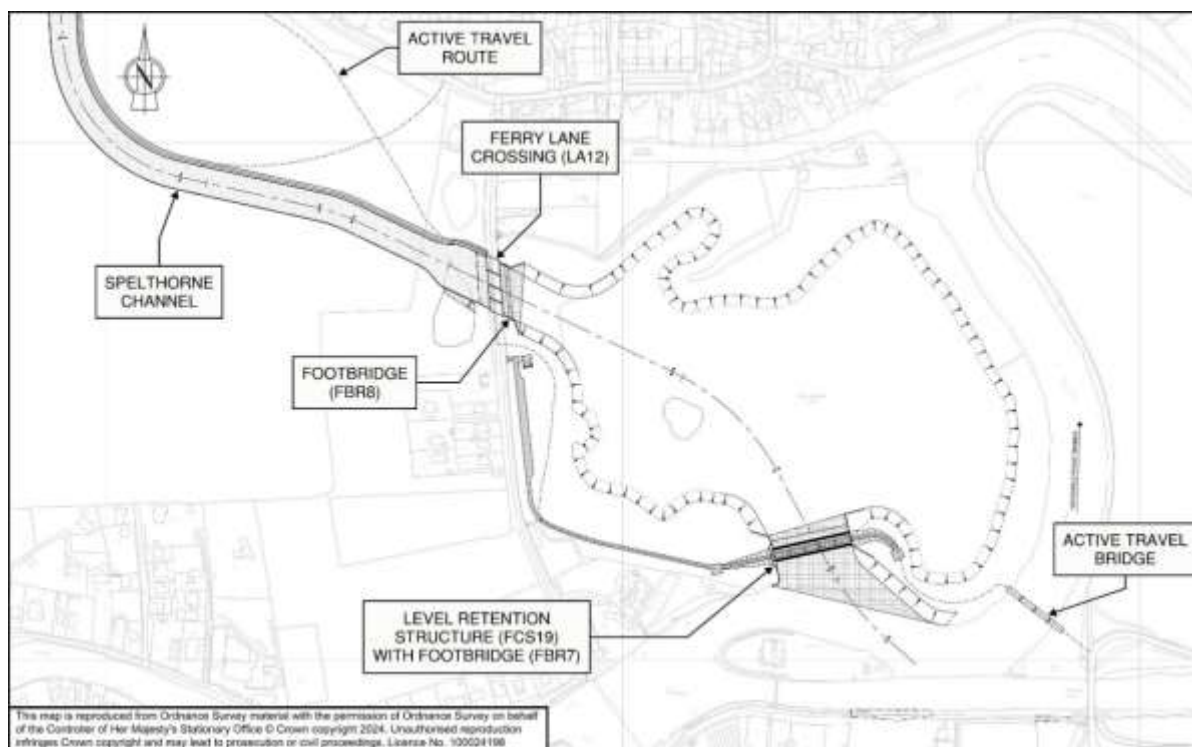 ACTIVE TRAVEL
ROUTE
N
FERRY LANE
CROSSING (LA12)
SPELTHORNE
CHANNEL
FOOTBRIDGE
(FBR8)
ACTIVE TRAVEL
BRIDGE
LEVEL RETENTION
STRUCTURE (FCS19)
WITH FOOTBRIDGE (FBR7)
This map is reproduced from Ordnance Survey material with the permission of Ordnance Survey on behalf
of the Controller of Her Majesty's Stationary Office © Crown copyright 2024. Unauthorised reproduction
infringes Crown copyright and may lead to prosecution or civil proceedings. Licence No. 100024198